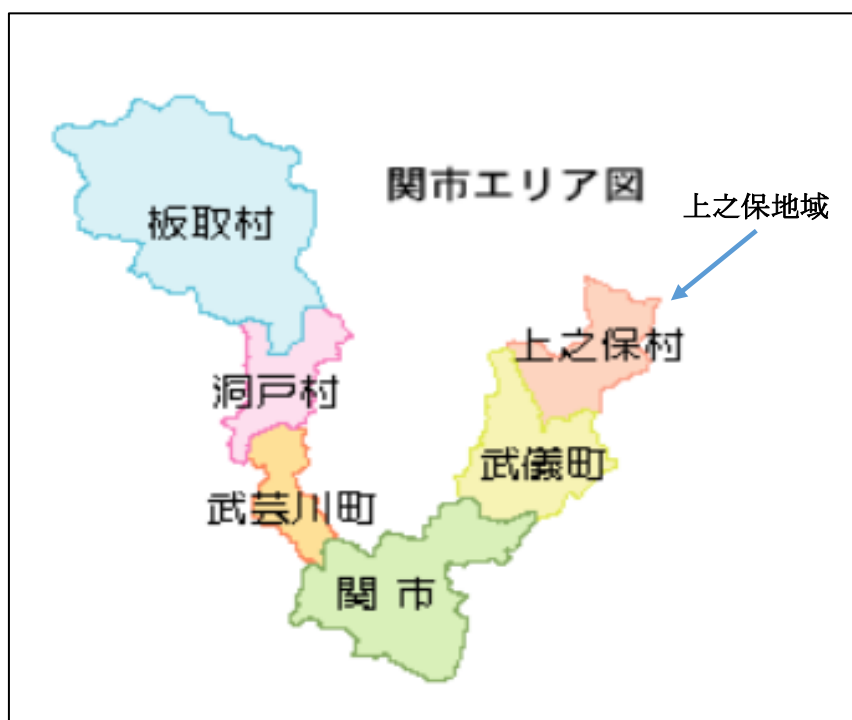 関市エリア図
上之保地域
板取村
上之保村
洞戸村
武儀町
武芸川町
関市